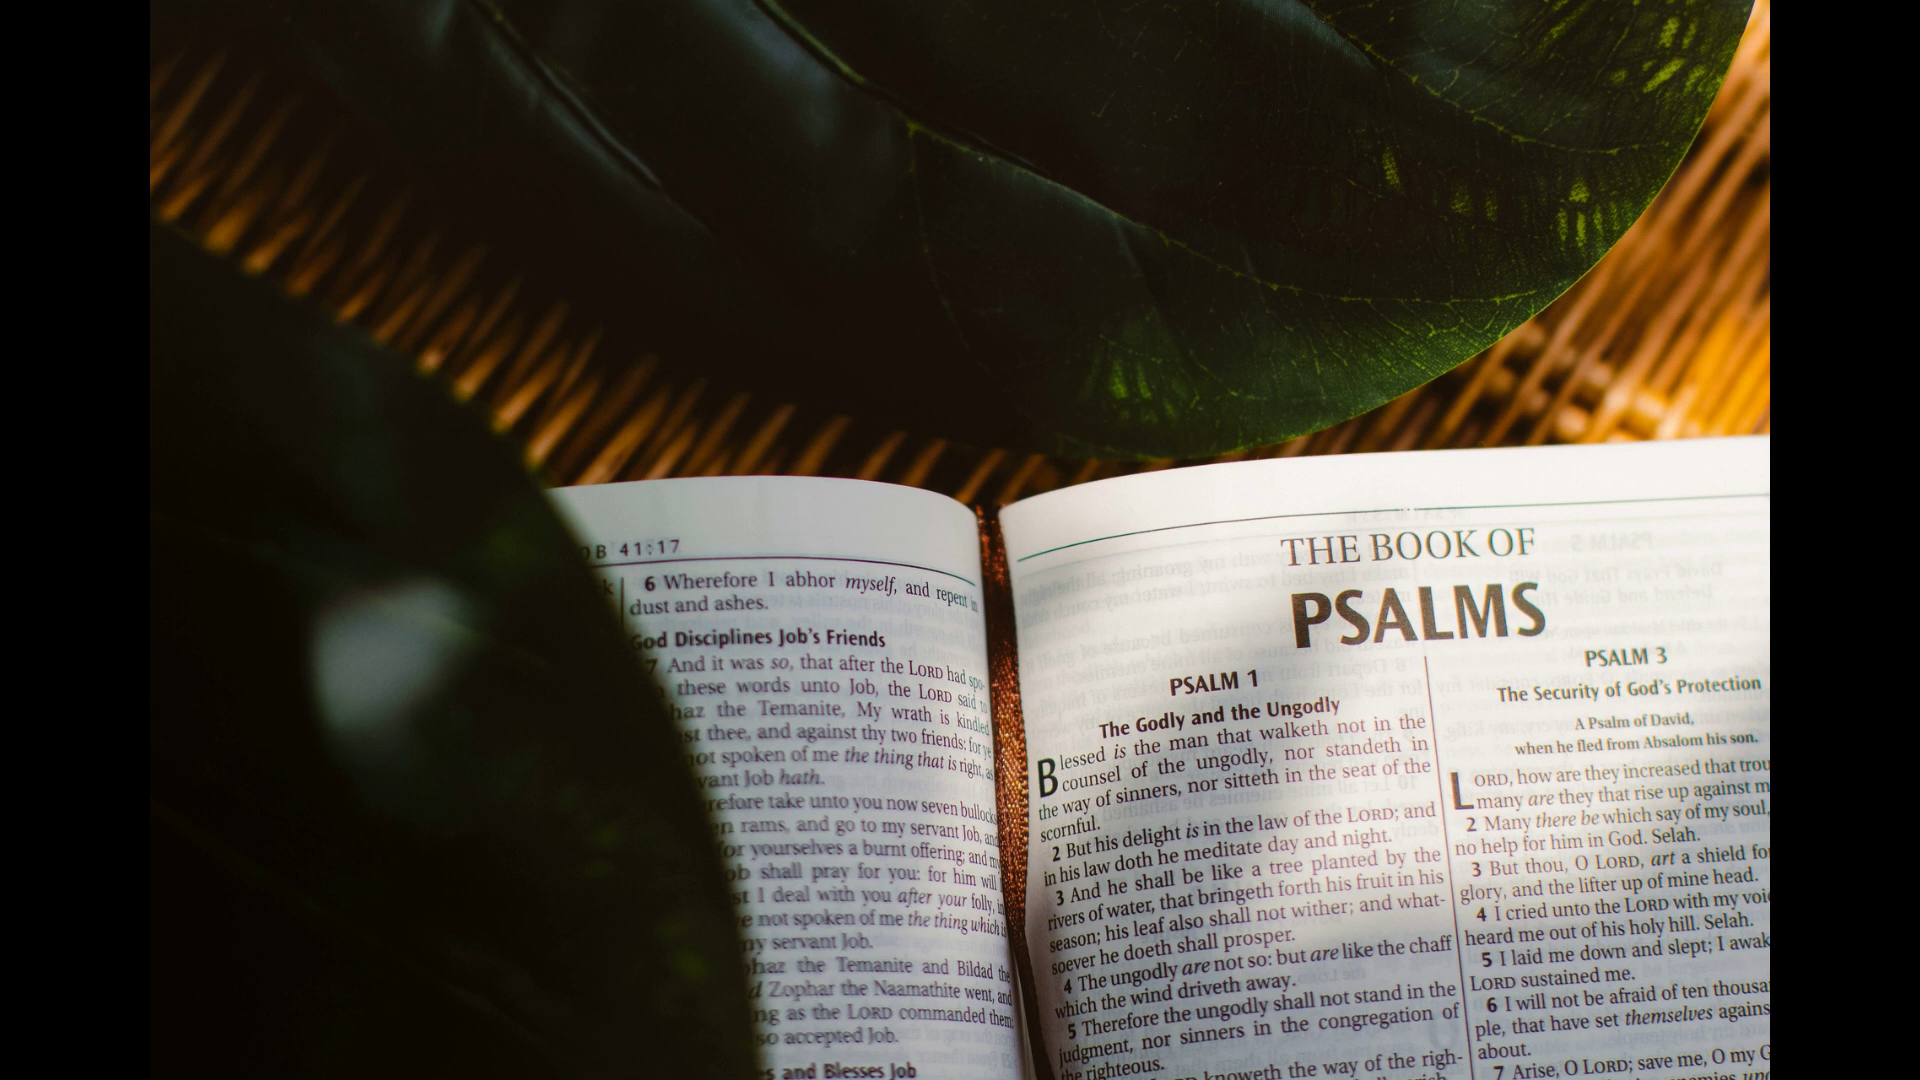 41:17
6 Wherefore I abhor myself, and repent in
dust and ashes.
God Disciplines Job's Friends
7 And it was so, that after the LORD had spo-
these words unto Job, the LORD said to
the Temanite, My wrath is kindled
thee, and against thy two friends: for ye
not spoken of me the thing that is right, as
Job hath.
take unto you now seven bullocks
rams, and go to my servant Job, and
for yourselves a burnt offering; and my
shall pray for you: for him will
I deal with you after your folly, in
not spoken of me the thing which is
my servant Job.
the Temanite and Bildad the
Zophar the Naamathite went, and
as the LORD commanded them:
so accepted Job.
and Blesses Job
THE BOOK OF
PSALMS
PSALM 1
The Godly and the Ungodly
Blessed is the man that walketh not in the
counsel of the ungodly, nor standeth in
the way of sinners, nor sitteth in the seat of the
scornful.
2 But his delight is in the law of the LORD; and
in his law doth he meditate day and night.
3 And he shall be like a tree planted by the
rivers of water, that bringeth forth his fruit in his
season; his leaf also shall not wither; and what-
soever he doeth shall prosper.
4 The ungodly are not so: but are like the chaff
which the wind driveth away.
5 Therefore the ungodly shall not stand in the
judgment, nor sinners in the congregation of
the righteous.
knoweth the way of the righ-
PSALM 3
The Security of God's Protection
A Psalm of David,
when he fled from Absalom his son.
LORD, how are they increased that trou
many are they that rise up against m
2 Many there be which say of my soul,
no help for him in God. Selah.
3 But thou, O LORD, art a shield fo
glory, and the lifter up of mine head.
4 I cried unto the LORD with my voi
heard me out of his holy hill. Selah.
5 I laid me down and slept; I awak
LORD sustained me.
6 I will not be afraid of ten thousa
ple, that have set themselves agains
about.
7 Arise, O LORD; save me, O my G